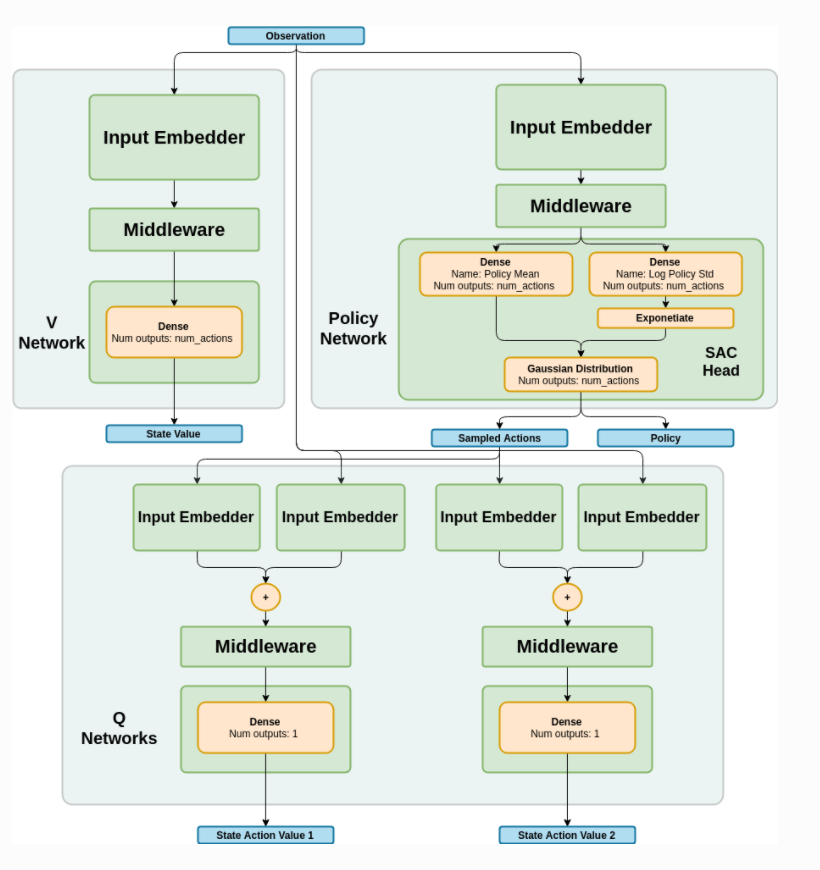 Observation
Input Embedder
Middleware
Dense
Num outputs: num_actions
V
Network
State Value
Input Embedder
Middleware
Dense
Name: Policy Mean
Num outputs: num_actions
Dense
Name: Log Policy Std
Num outputs: num_actions
Exponetiate
Policy
Network
SAC
Head
Gaussian Distribution
Num outputs: num_actions
Sampled Actions
Policy
Input Embedder
Input Embedder
Input Embedder
Input Embedder
+
+
Middleware
Middleware
Q
Networks
Dense
Num outputs: 1
Dense
Num outputs: 1
State Action Value 1
State Action Value 2